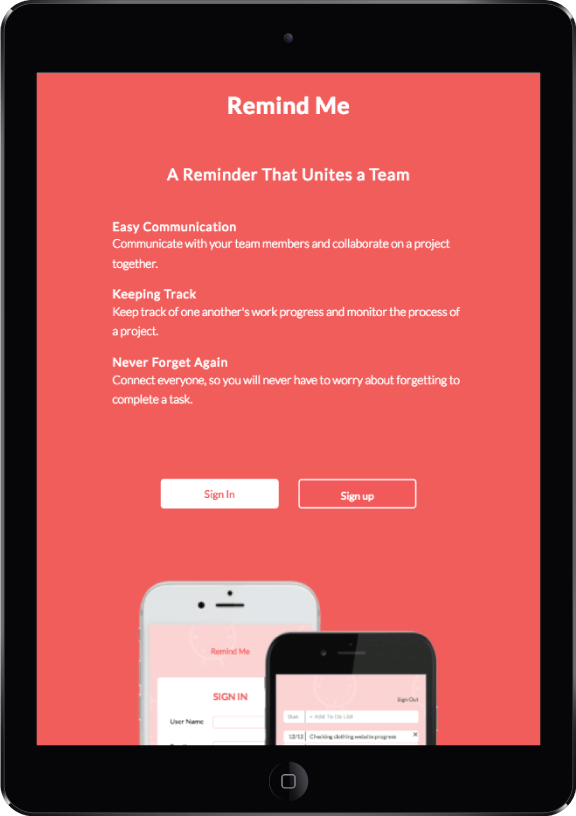 Remind Me
A Reminder That Unites a Team
Easy Communication
Communicate with your team members and collaborate on a project
together.
Keeping Track
Keep track of one another's work progress and monitor the process of
a project.
Never Forget Again
Connect everyone, so you will never have to worry about forgetting to
complete a task.
Sign In
Sign up
Remind Me
SIGN IN
User Name
Sign Out
Date
+ Add To Do List
12/12
Checking clothing website progress
×